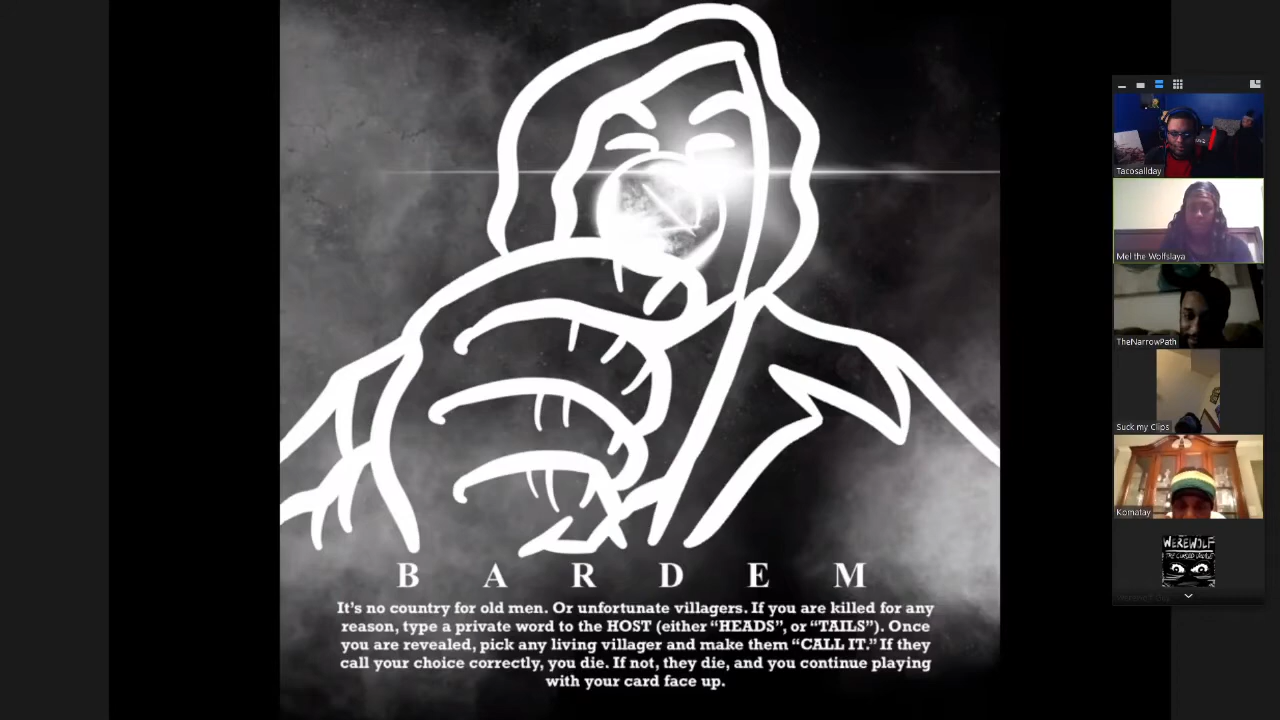 B A R D E M
It's no country for old men. Or unfortunate villagers. If you are killed for any
reason, type a private word to the HOST (either “HEADS”, or “TAILS”). Once
you are revealed, pick any living villager and make them “CALL IT.” If they
call your choice correctly, you die. If not, they die, and you continue playing
with your card face up.
Tacosallday
Mel the Wolfslaya
TheNarrowPath
Suck my Clips
Komatay
WEREWOLF